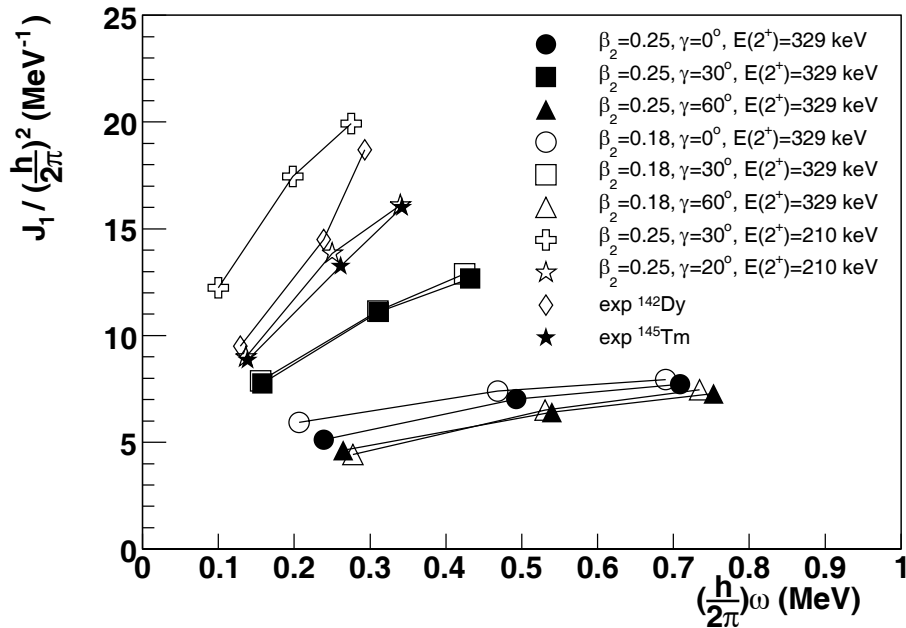 J₁ / (h/2π)² (MeV⁻¹)
25
20
15
10
5
0
β₂=0.25, γ=0°, E(2⁺)=329 keV
β₂=0.25, γ=30°, E(2⁺)=329 keV
β₂=0.25, γ=60°, E(2⁺)=329 keV
β₂=0.18, γ=0°, E(2⁺)=329 keV
β₂=0.18, γ=30°, E(2⁺)=329 keV
β₂=0.18, γ=60°, E(2⁺)=329 keV
β₂=0.25, γ=30°, E(2⁺)=210 keV
β₂=0.25, γ=20°, E(2⁺)=210 keV
exp ¹⁴²Dy
exp ¹⁴⁵Tm
0 0.1 0.2 0.3 0.4 0.5 0.6 0.7 0.8 0.9 1
(h/2π)ω (MeV)